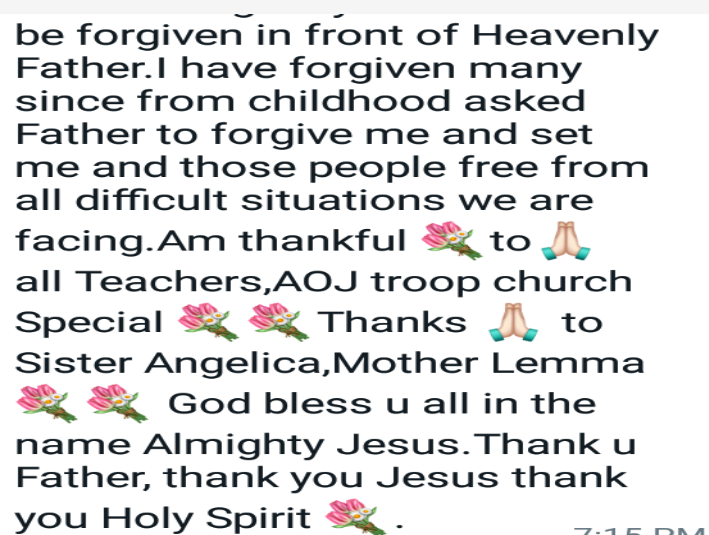 be forgiven in front of Heavenly
Father.I have forgiven many
since from childhood asked
Father to forgive me and set
me and those people free from
all difficult situations we are
facing.Am thankful 💐 to 🙏🏻
all Teachers,AOJ troop church
Special 💐 💐 Thanks 🙏🏻 to
Sister Angelica,Mother Lemma
💐 💐 God bless u all in the
name Almighty Jesus.Thank u
Father, thank you Jesus thank
you Holy Spirit 💐 .
7:15 PM